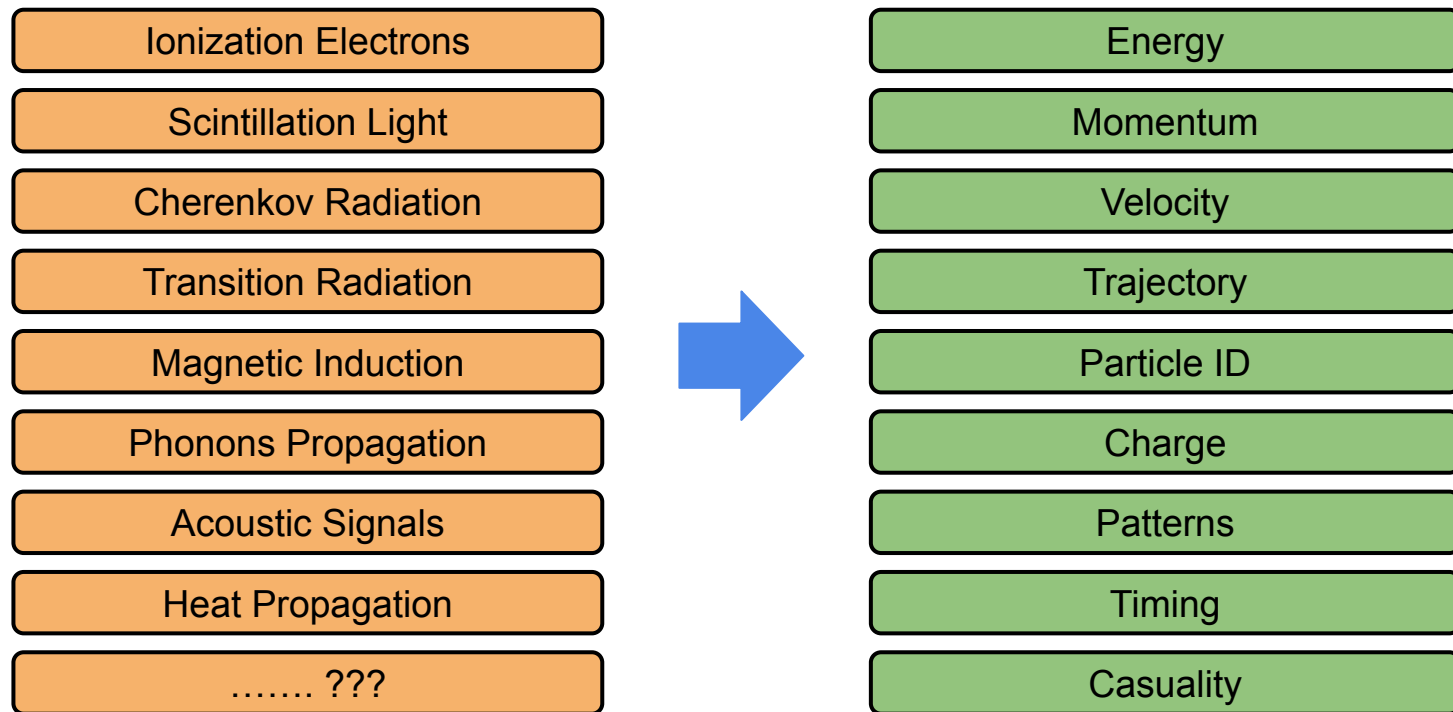 Ionization Electrons
Scintillation Light
Cherenkov Radiation
Transition Radiation
Magnetic Induction
Phonons Propagation
Acoustic Signals
Heat Propagation
....... ???
Energy
Momentum
Velocity
Trajectory
Particle ID
Charge
Patterns
Timing
Casuality